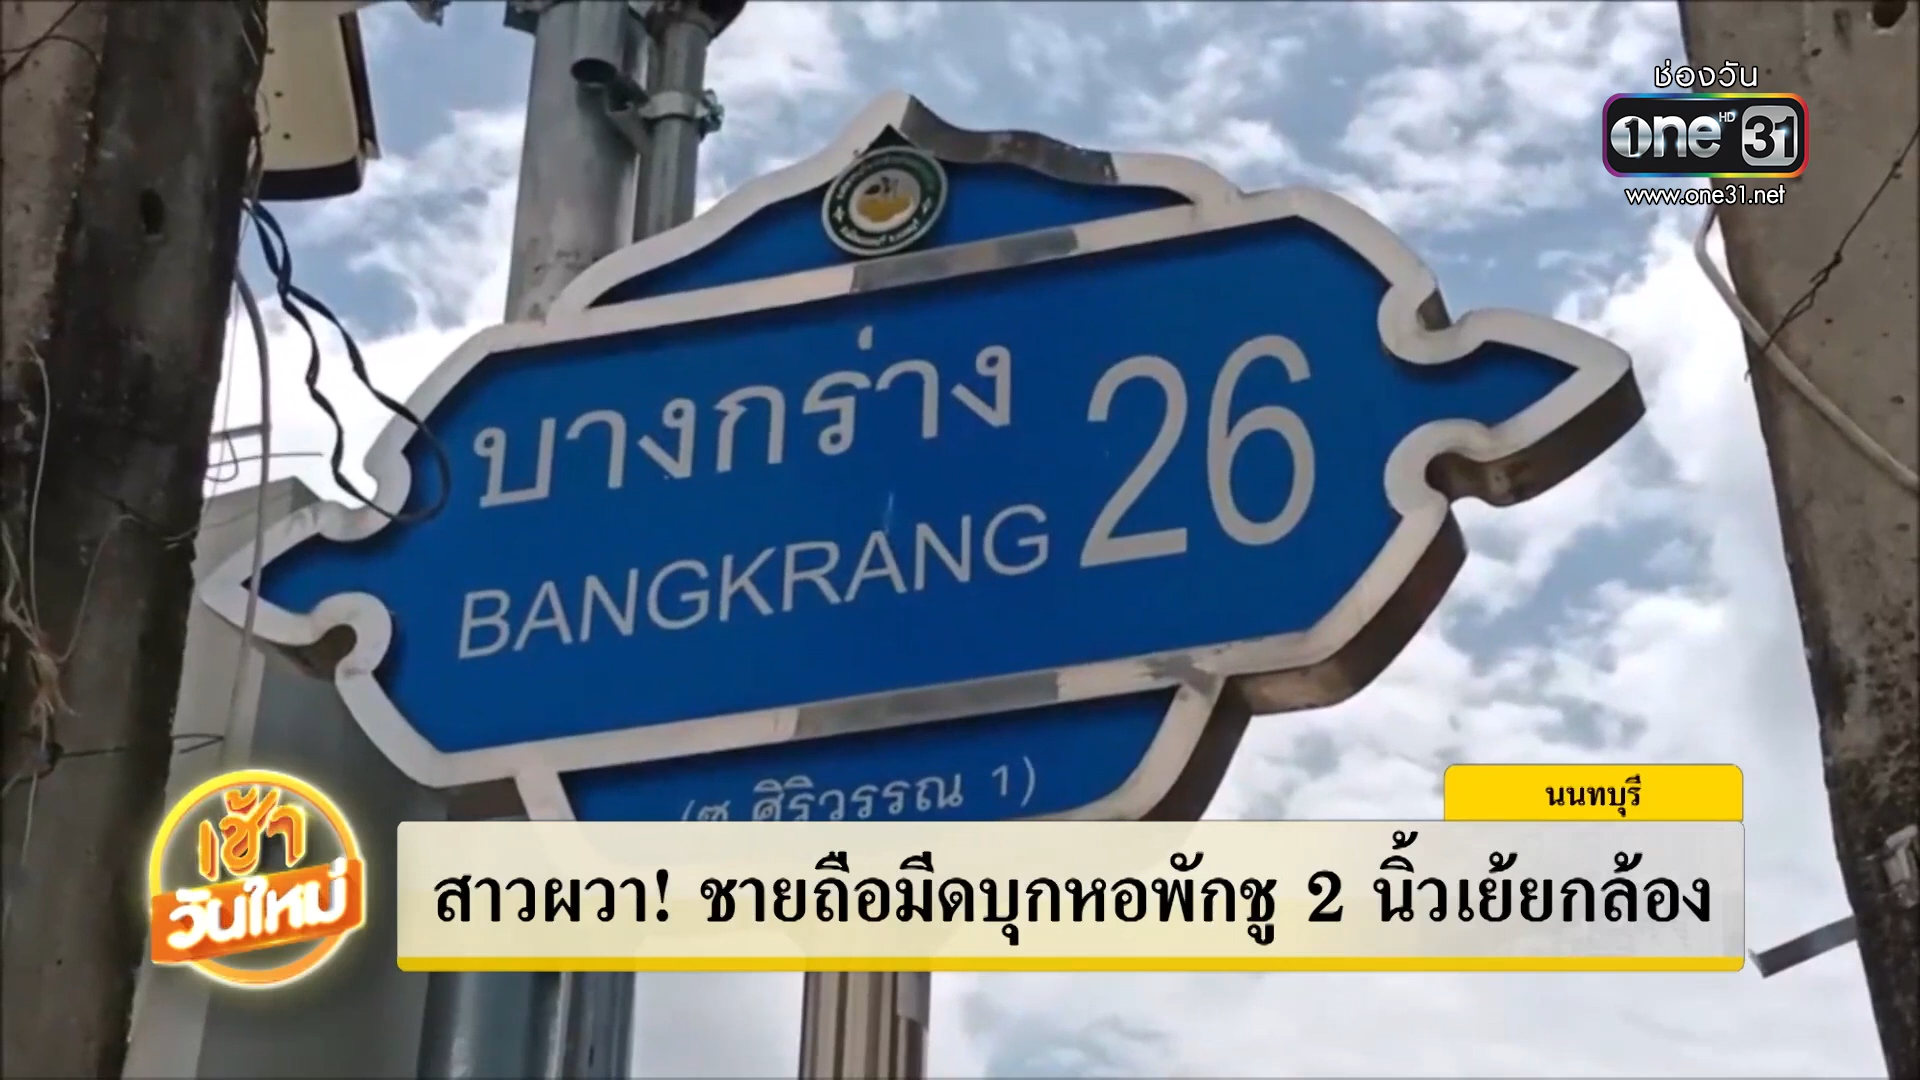 ช่องวัน
one HD 31
www.one31.net
บางกร่าง 26
BANGKRANG
(ซ.ศิริวรรณ 1)
นนทบุรี
เช้า
วันใหม่
สาวผวา! ชายถือมีดบุกหอพักชู 2 นิ้วเย้ยกล้อง